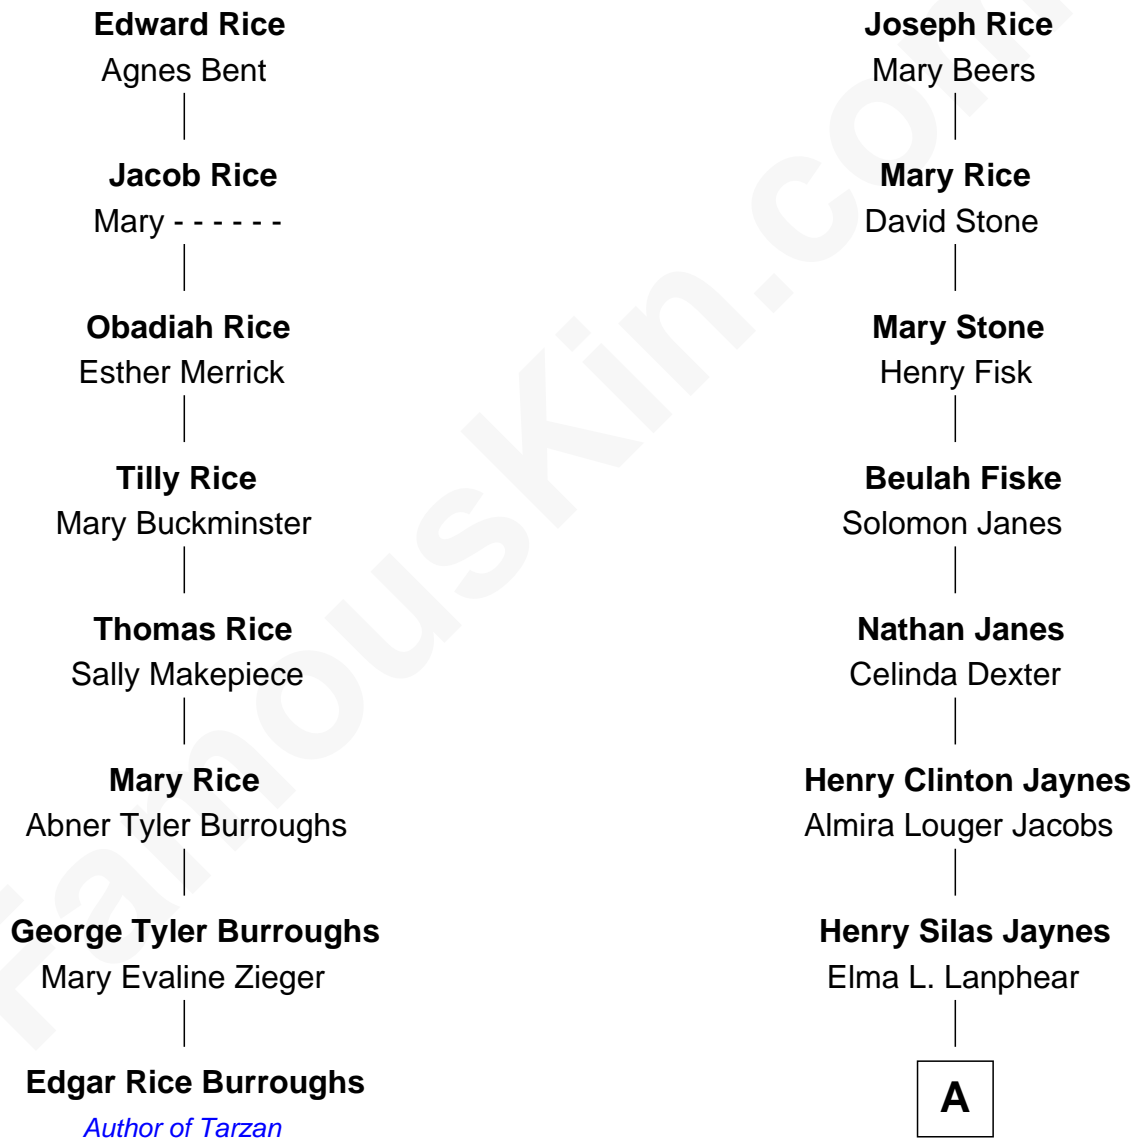 Edward Rice
Agnes Bent
Jacob Rice
Mary - - - - - -
Obadiah Rice
Esther Merrick
Tilly Rice
Mary Buckminster
Thomas Rice
Sally Makepiece
Mary Rice
Abner Tyler Burroughs
George Tyler Burroughs
Mary Evaline Zieger
Edgar Rice Burroughs
Author of Tarzan
Joseph Rice
Mary Beers
Mary Rice
David Stone
Mary Stone
Henry Fisk
Beulah Fiske
Solomon Janes
Nathan Janes
Celinda Dexter
Henry Clinton Jaynes
Almira Louger Jacobs
Henry Silas Jaynes
Elma L. Lanphear
A
FamousKin.com